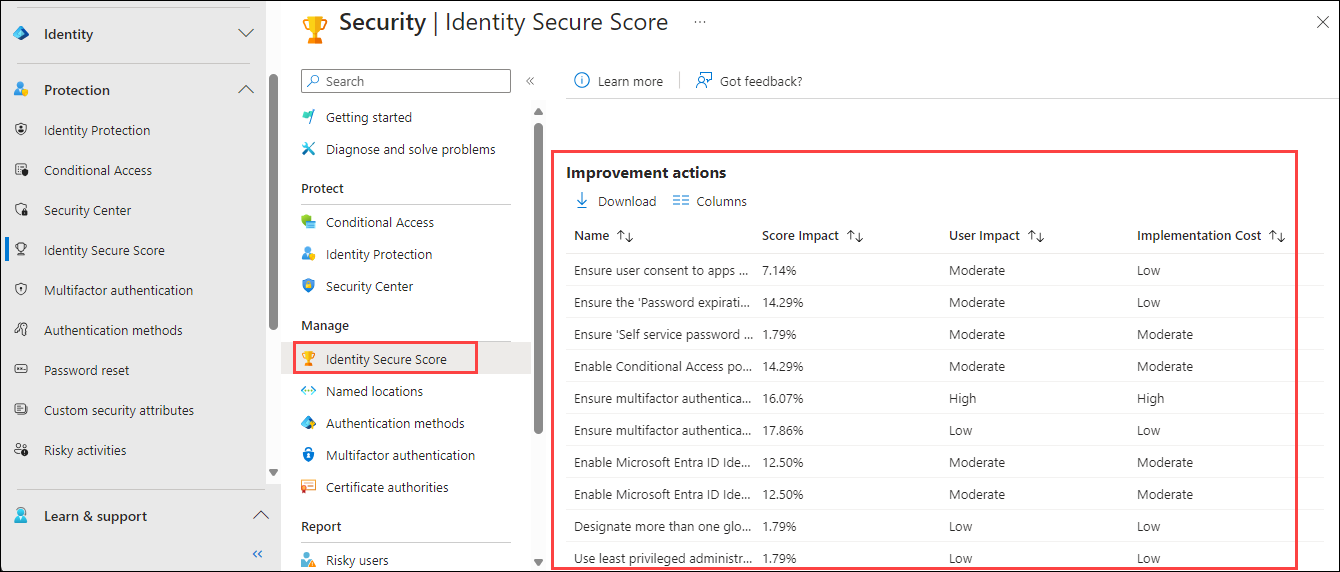 Identity
Protection
Identity Protection
Conditional Access
Security Center
Identity Secure Score
Multifactor authentication
Authentication methods
Password reset
Custom security attributes
Risky activities
Learn & support
«
Security | Identity Secure Score ...
Search «
Getting started
Diagnose and solve problems
Protect
Conditional Access
Identity Protection
Security Center
Manage
Identity Secure Score
Named locations
Authentication methods
Multifactor authentication
Certificate authorities
Report
Risky users
Learn more | Got feedback?
Improvement actions
Download Columns
Name ↑↓ Score Impact ↑↓ User Impact ↑↓ Implementation Cost ↑↓
Ensure user consent to apps ... 7.14% Moderate Low
Ensure the 'Password expirati... 14.29% Moderate Low
Ensure 'Self service password ... 1.79% Moderate Moderate
Enable Conditional Access po... 14.29% Moderate Moderate
Ensure multifactor authentica... 16.07% High High
Ensure multifactor authentica... 17.86% Low Low
Enable Microsoft Entra ID Ide... 12.50% Moderate Moderate
Enable Microsoft Entra ID Ide... 12.50% Moderate Moderate
Designate more than one glo... 1.79% Low Low
Use least privileged administr... 1.79% Low Low